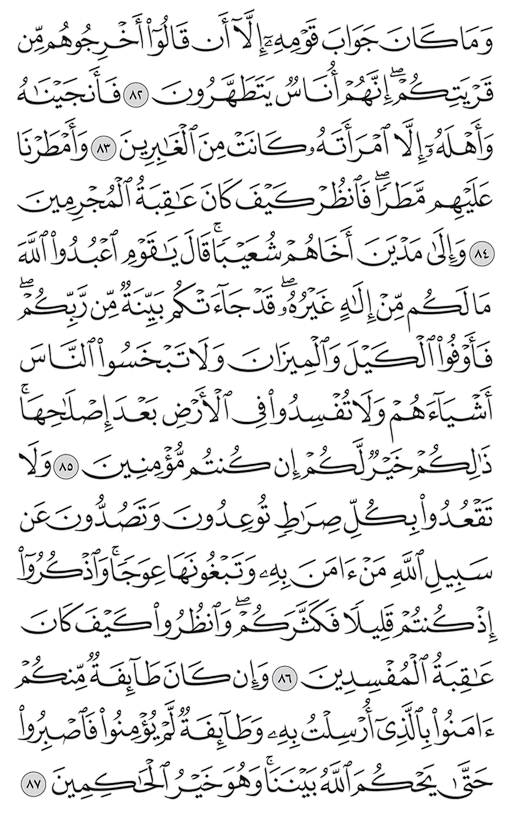 وَمَا كَانَ جَوَابَ قَوْمِهِۦٓ إِلَّآ أَن قَالُوٓا۟ أَخْرِجُوهُم مِّن
قَرْيَتِكُمْ ۖ إِنَّهُمْ أُنَاسٌ يَتَطَهَّرُونَ ٨٢ فَأَنجَيْنَـٰهُ
وَأَهْلَهُۥٓ إِلَّا ٱمْرَأَتَهُۥ كَانَتْ مِنَ ٱلْغَـٰبِرِينَ ٨٣ وَأَمْطَرْنَا
عَلَيْهِم مَّطَرًا ۖ فَٱنظُرْ كَيْفَ كَانَ عَـٰقِبَةُ ٱلْمُجْرِمِينَ
٨٤ وَإِلَىٰ مَدْيَنَ أَخَاهُمْ شُعَيْبًا ۗ قَالَ يَـٰقَوْمِ ٱعْبُدُوا۟ ٱللَّهَ
مَا لَكُم مِّنْ إِلَـٰهٍ غَيْرُهُۥ ۖ قَدْ جَآءَتْكُم بَيِّنَةٌ مِّن رَّبِّكُمْ ۖ
فَأَوْفُوا۟ ٱلْكَيْلَ وَٱلْمِيزَانَ وَلَا تَبْخَسُوا۟ ٱلنَّاسَ
أَشْيَآءَهُمْ وَلَا تُفْسِدُوا۟ فِى ٱلْأَرْضِ بَعْدَ إِصْلَـٰحِهَا ۚ
ذَٰلِكُمْ خَيْرٌ لَّكُمْ إِن كُنتُم مُّؤْمِنِينَ ٨٥ وَلَا
تَقْعُدُوا۟ بِكُلِّ صِرَٰطٍ تُوعِدُونَ وَتَصُدُّونَ عَن
سَبِيلِ ٱللَّهِ مَنْ ءَامَنَ بِهِۦ وَتَبْغُونَهَا عِوَجًا ۚ وَٱذْكُرُوٓا۟
إِذْ كُنتُمْ قَلِيلًا فَكَثَّرَكُمْ ۖ وَٱنظُرُوا۟ كَيْفَ كَانَ
عَـٰقِبَةُ ٱلْمُفْسِدِينَ ٨٦ وَإِن كَانَ طَآئِفَةٌ مِّنكُمْ
ءَامَنُوا۟ بِٱلَّذِىٓ أُرْسِلْتُ بِهِۦ وَطَآئِفَةٌ لَّمْ يُؤْمِنُوا۟ فَٱصْبِرُوا۟
حَتَّىٰ يَحْكُمَ ٱللَّهُ بَيْنَنَا ۚ وَهُوَ خَيْرُ ٱلْحَـٰكِمِينَ ٨٧